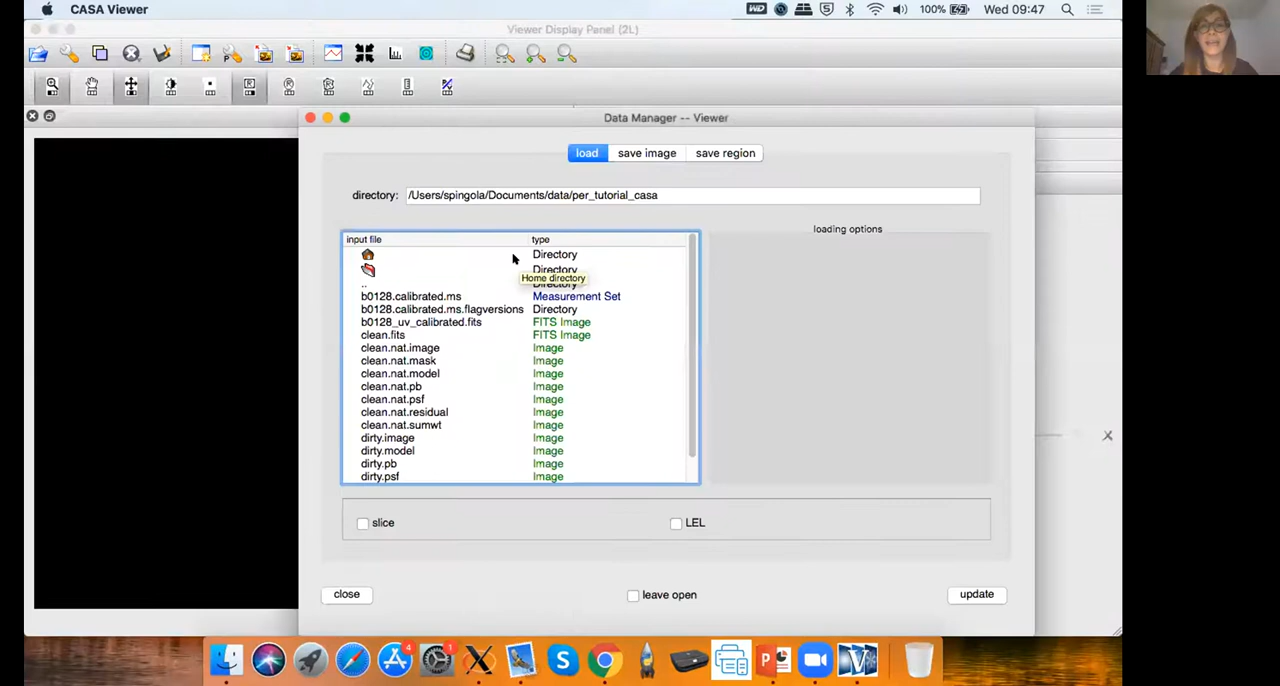 CASA Viewer
100%
Wed 09:47
Viewer Display Panel (2L)
Data Manager -- Viewer
load
save image
save region
directory:
/Users/spingola/Documents/data/per_tutorial_casa
loading options
input file
type
Directory
Directory
Home directory
..
Directory
b0128.calibrated.ms
Measurement Set
b0128.calibrated.ms.flagversions
Directory
b0128_uv_calibrated.fits
FITS Image
clean.fits
FITS Image
clean.nat.image
Image
clean.nat.mask
Image
clean.nat.model
Image
clean.nat.pb
Image
clean.nat.psf
Image
clean.nat.residual
Image
clean.nat.sumwt
Image
dirty.image
Image
dirty.model
Image
dirty.pb
Image
dirty.psf
Image
slice
LEL
close
leave open
update